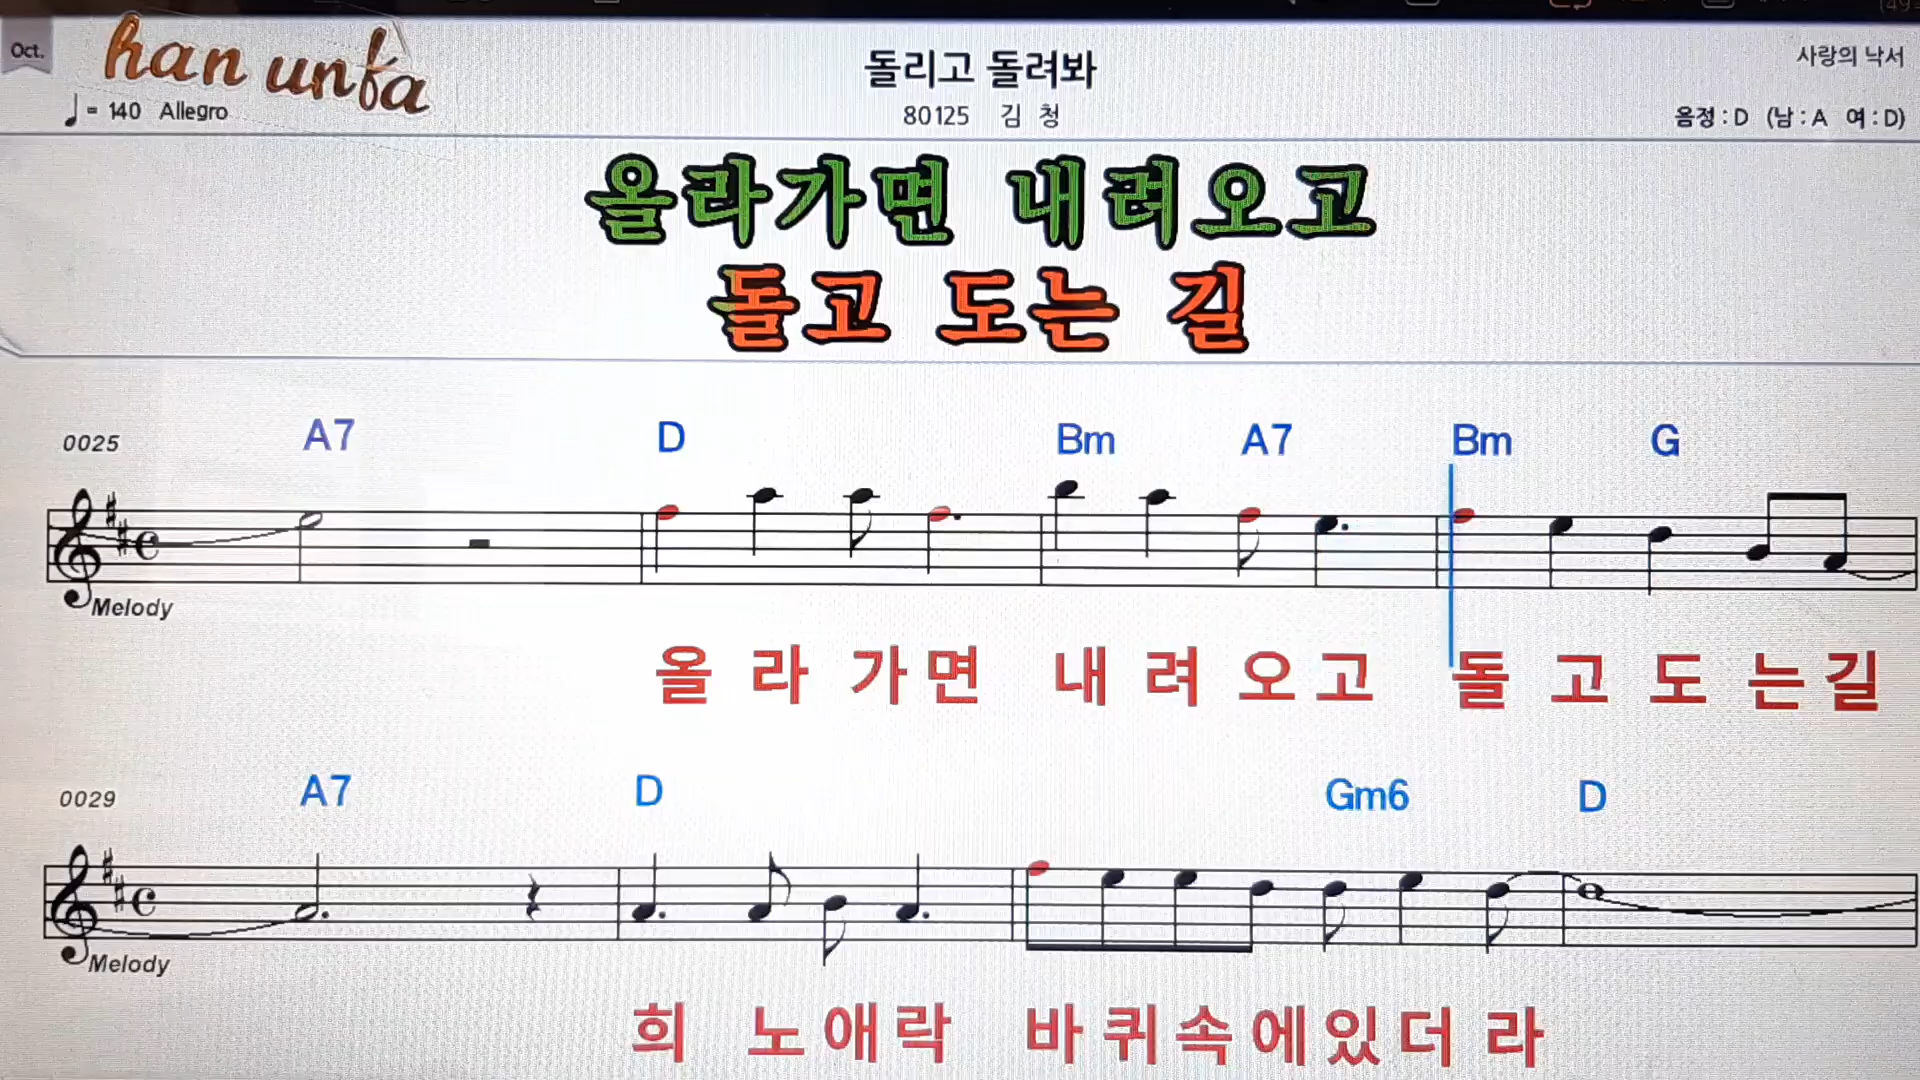 Oct.
han unfa
돌리고 돌려봐
사랑의 낙서
♩= 140 Allegro
80125 김 청
음정 : D (남 : A 여 : D)
올라가면 내려오고
돌고 도는 길
0025 A7 D Bm A7 Bm G
Melody
올 라 가면 내 려 오고 돌 고 도 는길
0029 A7 D Gm6 D
Melody
희 노애락 바퀴속에있더 라